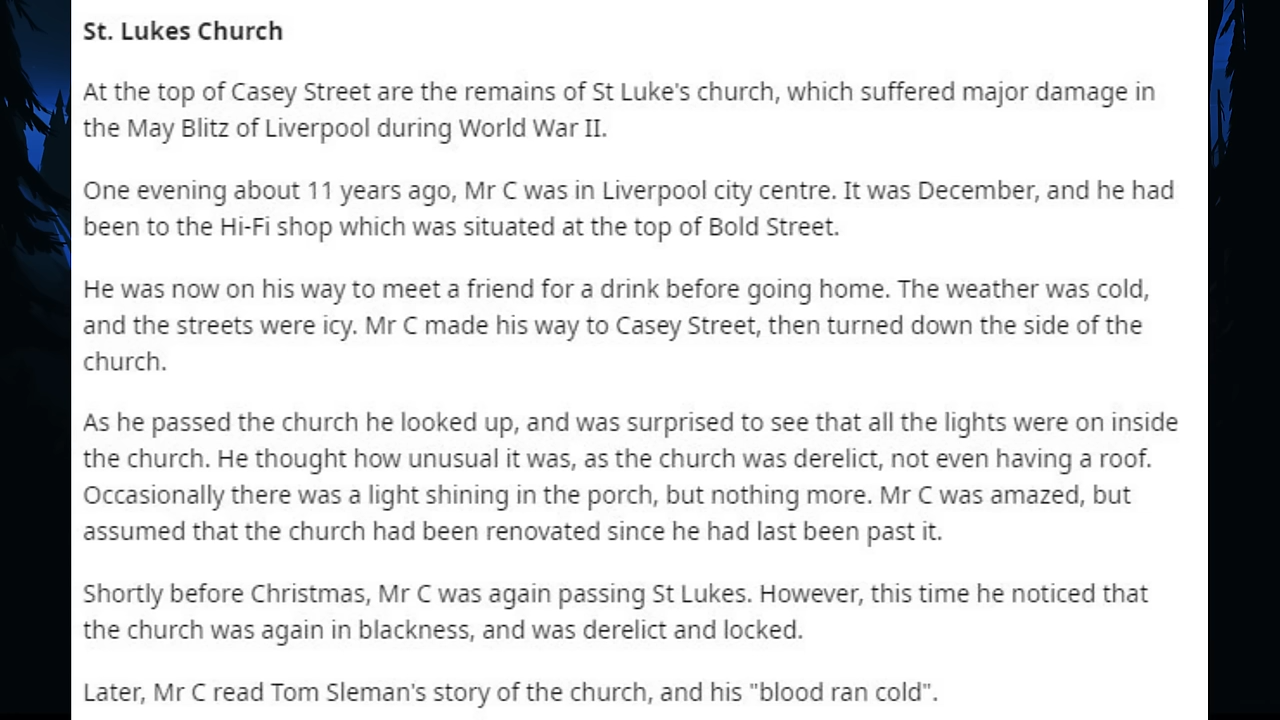 St. Lukes Church
At the top of Casey Street are the remains of St Luke's church, which suffered major damage in
the May Blitz of Liverpool during World War II.
One evening about 11 years ago, Mr C was in Liverpool city centre. It was December, and he had
been to the Hi-Fi shop which was situated at the top of Bold Street.
He was now on his way to meet a friend for a drink before going home. The weather was cold,
and the streets were icy. Mr C made his way to Casey Street, then turned down the side of the
church.
As he passed the church he looked up, and was surprised to see that all the lights were on inside
the church. He thought how unusual it was, as the church was derelict, not even having a roof.
Occasionally there was a light shining in the porch, but nothing more. Mr C was amazed, but
assumed that the church had been renovated since he had last been past it.
Shortly before Christmas, Mr C was again passing St Lukes. However, this time he noticed that
the church was again in blackness, and was derelict and locked.
Later, Mr C read Tom Sleman's story of the church, and his "blood ran cold".